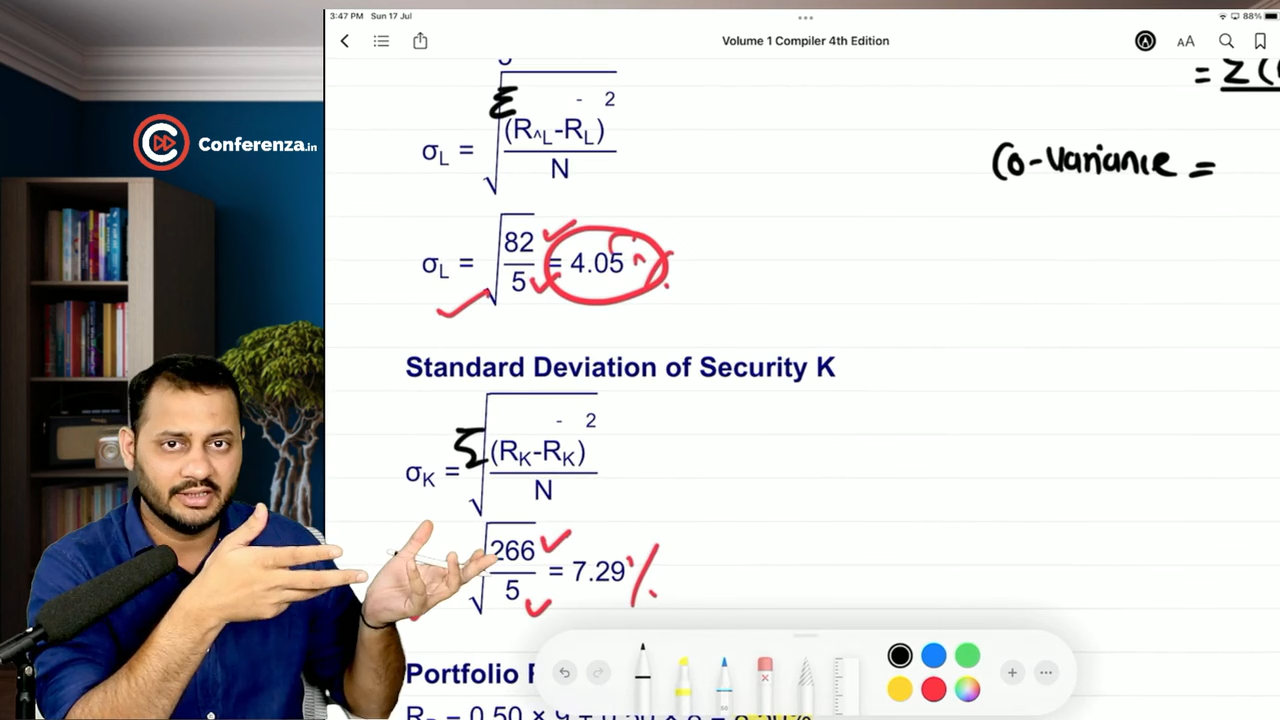 3:47 PM Sun 17 Jul
88%
Volume 1 Compiler 4th Edition
AA
Conferenza.in
= Σ (
Co-variance =
Σ
- 2
(R^L-RL)
σL =
N
82
σL = = 4.05 %
5
Standard Deviation of Security K
- 2
Σ (RK-RK)
σK =
N
266
= 7.29 %
5
Portfolio